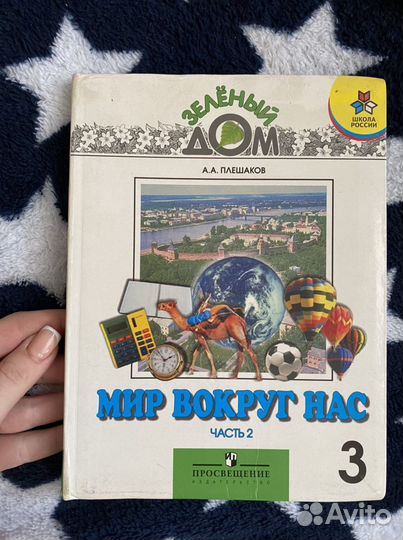 ЗЕЛЁНЫЙ
ДОМ
ШКОЛА
РОССИИ
А.А. ПЛЕШАКОВ
МИР ВОКРУГ НАС
ЧАСТЬ 2
3
ПРОСВЕЩЕНИЕ
ИЗДАТЕЛЬСТВО
Avito